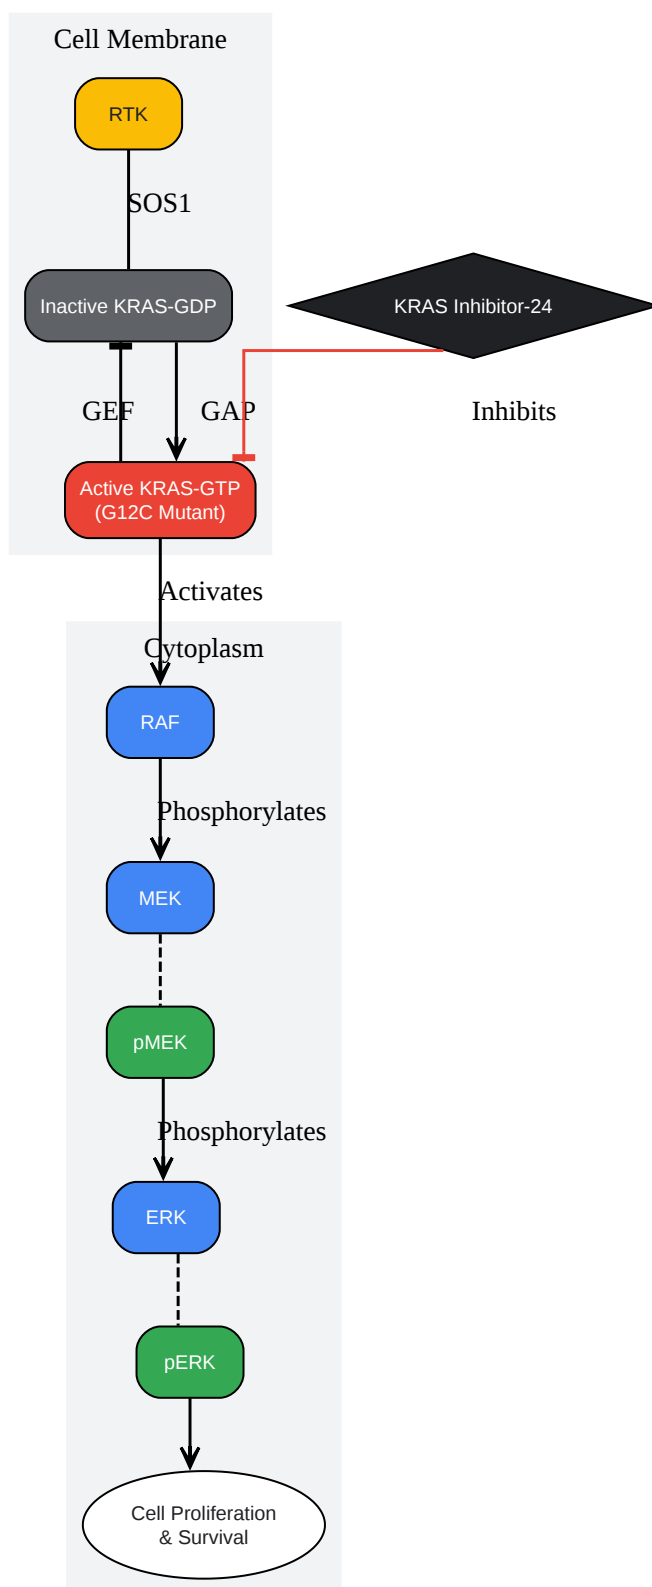 Cell Membrane
RTK
SOS1
Inactive KRAS-GDP
KRAS Inhibitor-24
GEF
GAP
Inhibits
Active KRAS-GTP
(G12C Mutant)
Activates
Cytoplasm
RAF
Phosphorylates
MEK
pMEK
Phosphorylates
ERK
pERK
Cell Proliferation
& Survival